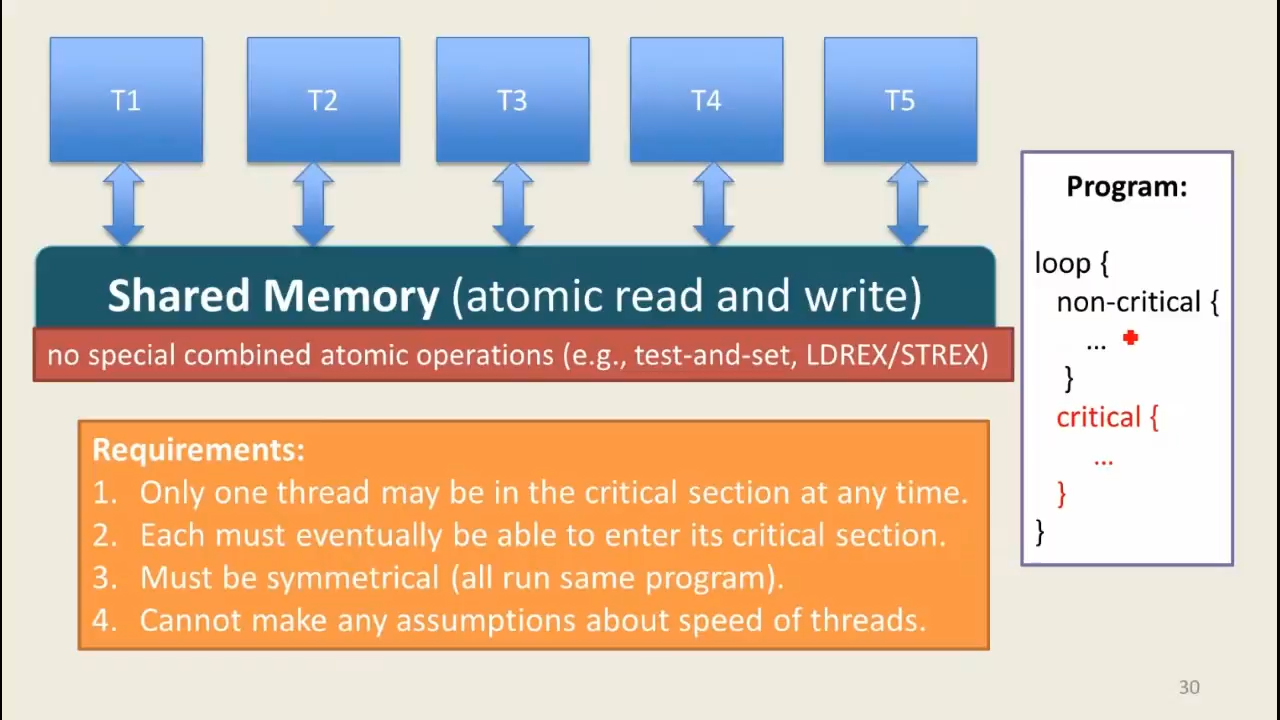 T1
T2
T3
T4
T5
Shared Memory (atomic read and write)
no special combined atomic operations (e.g., test-and-set, LDREX/STREX)
Requirements:
1. Only one thread may be in the critical section at any time.
2. Each must eventually be able to enter its critical section.
3. Must be symmetrical (all run same program).
4. Cannot make any assumptions about speed of threads.
Program:
loop {
non-critical {
...
}
critical {
...
}
}
30